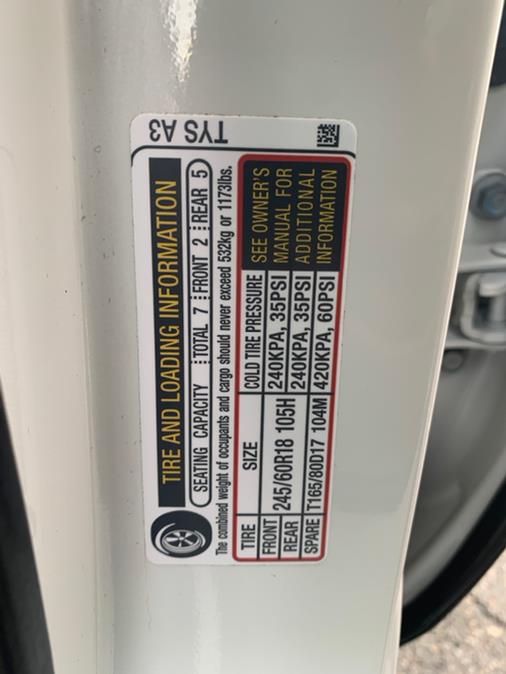 TYS A3
TIRE AND LOADING INFORMATION
SEATING CAPACITY TOTAL 7 FRONT 2 REAR 5
The combined weight of occupants and cargo should never exceed 532kg or 1173lbs.
TIRE SIZE COLD TIRE PRESSURE
FRONT 245/60R18 105H 240KPA, 35PSI
REAR 240KPA, 35PSI
SPARE T165/80D17 104M 420KPA, 60PSI
SEE OWNER'S
MANUAL FOR
ADDITIONAL
INFORMATION